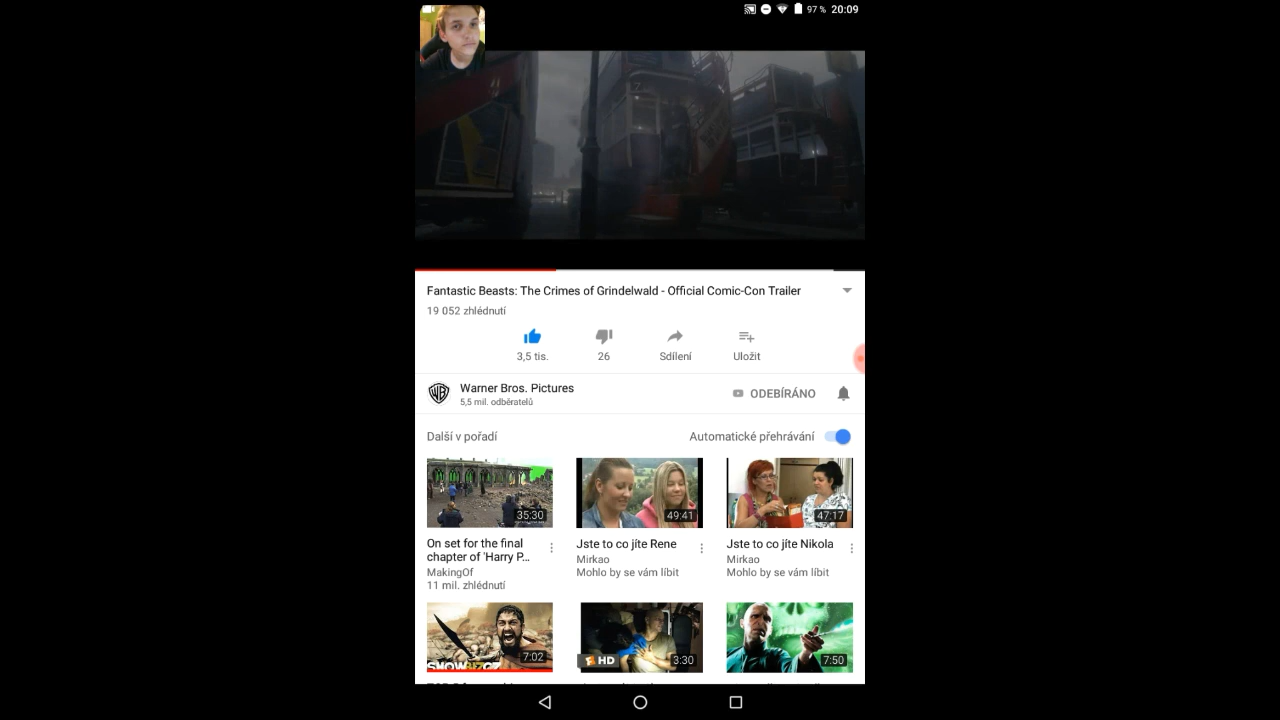 97 % 20:09
Fantastic Beasts: The Crimes of Grindelwald - Official Comic-Con Trailer
19 052 zhlédnutí
3,5 tis. 26 Sdílení Uložit
WB
Warner Bros. Pictures
5,5 mil. odběratelů
ODEBÍRÁNO
Další v pořadí
Automatické přehrávání
35:30
49:41
47:17
On set for the final
chapter of 'Harry P...
MakingOf
11 mil. zhlédnutí
Jste to co jíte Rene
Mirkao
Mohlo by se vám líbit
Jste to co jíte Nikola
Mirkao
Mohlo by se vám líbit
7:02
HD
3:30
7:50